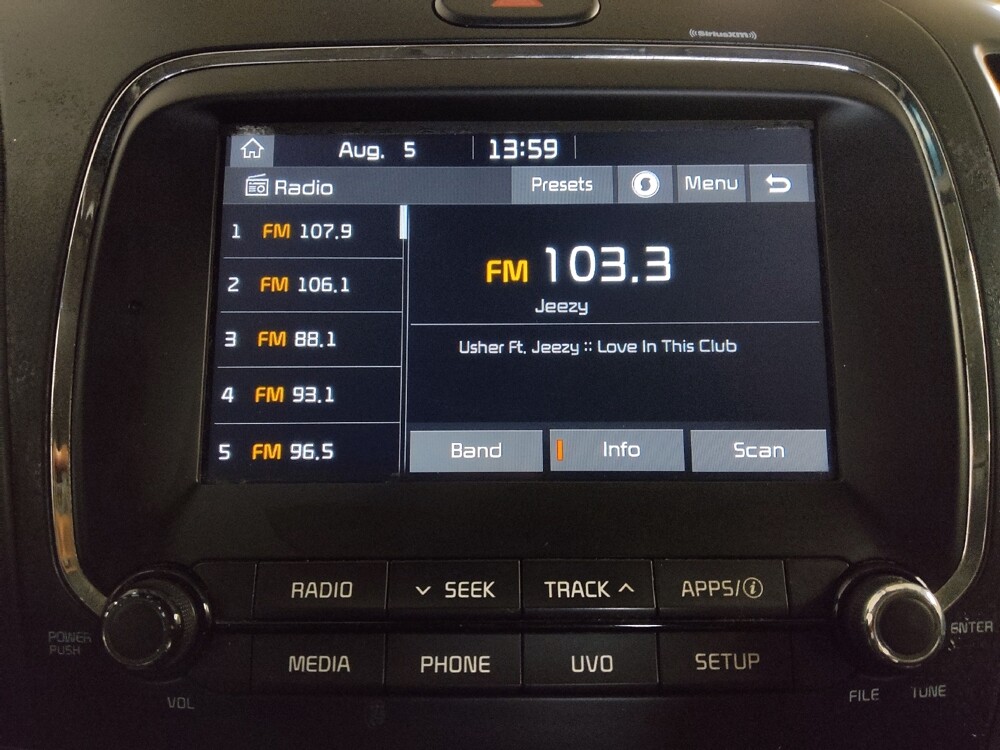 ((SiriusXM))
Aug. 5 13:59
Radio Presets Menu
1 FM 107.9
2 FM 106.1
3 FM 88.1
4 FM 93.1
5 FM 96.5
FM 103.3
Jeezy
Usher Ft. Jeezy :: Love In This Club
Band Info Scan
RADIO SEEK TRACK APPS/i
MEDIA PHONE UVO SETUP
POWER
PUSH
VOL
ENTER
FILE TUNE